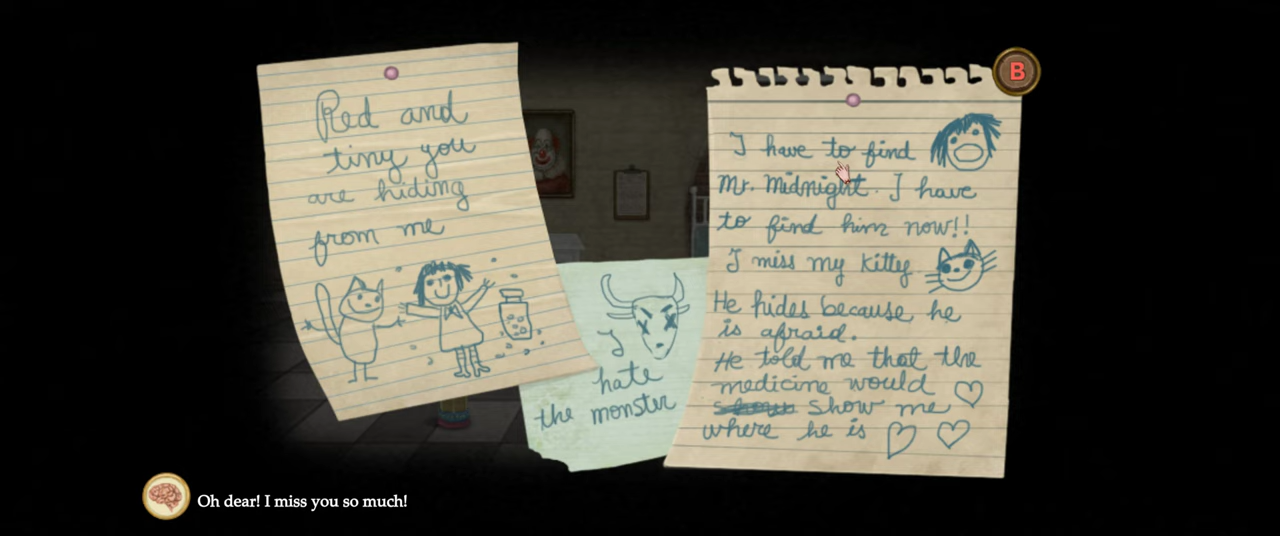 Red and
tiny you
are hiding
from me
I
hate
the monster
B
I have to find
Mr. Midnight. I have
to find him now!!
I miss my Kitty
He hides because he
is afraid.
He told me that the
medicine would
show me
where he is
Oh dear! I miss you so much!